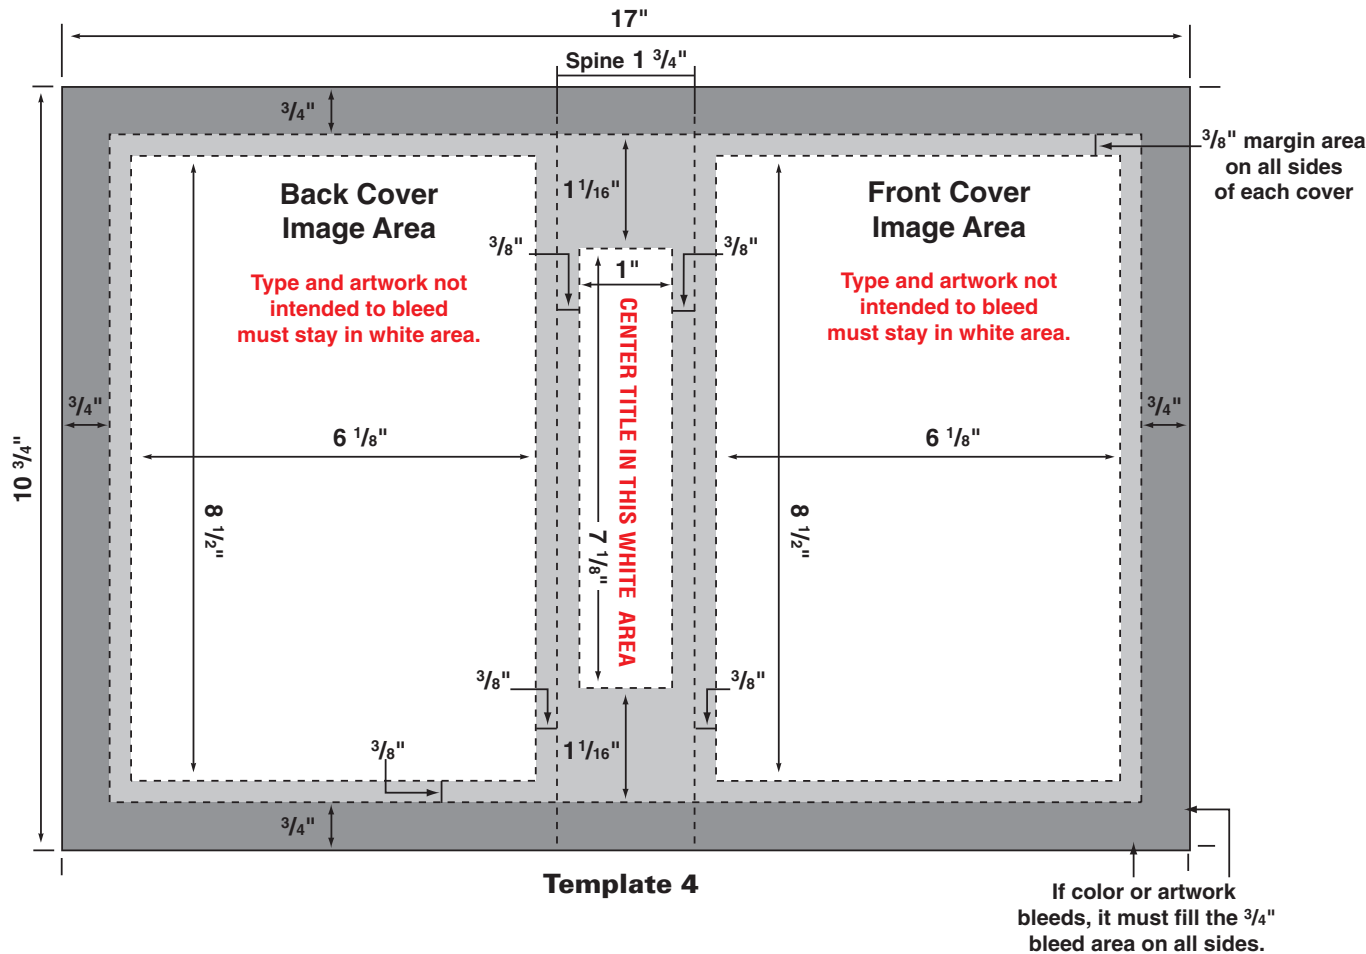 17"
Spine 1 3/4"
3/4"
3/8" margin area
on all sides
of each cover
1 1/16"
Back Cover
Image Area
Front Cover
Image Area
3/8"
3/8"
1"
Type and artwork not
intended to bleed
must stay in white area.
Type and artwork not
intended to bleed
must stay in white area.
CENTER TITLE IN THIS WHITE AREA
3/4"
3/4"
10 3/4"
6 1/8"
6 1/8"
8 1/2"
7 1/8"
8 1/2"
3/8"
3/8"
3/8"
1 1/16"
3/4"
Template 4
If color or artwork
bleeds, it must fill the 3/4"
bleed area on all sides.